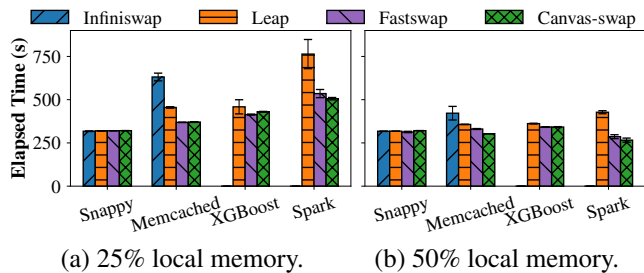 Infiniswap Leap Fastswap Canvas-swap
Elapsed Time (s)
750
500
250
0
Snappy Memcached XGBoost Spark
Snappy Memcached XGBoost Spark
(a) 25% local memory. (b) 50% local memory.